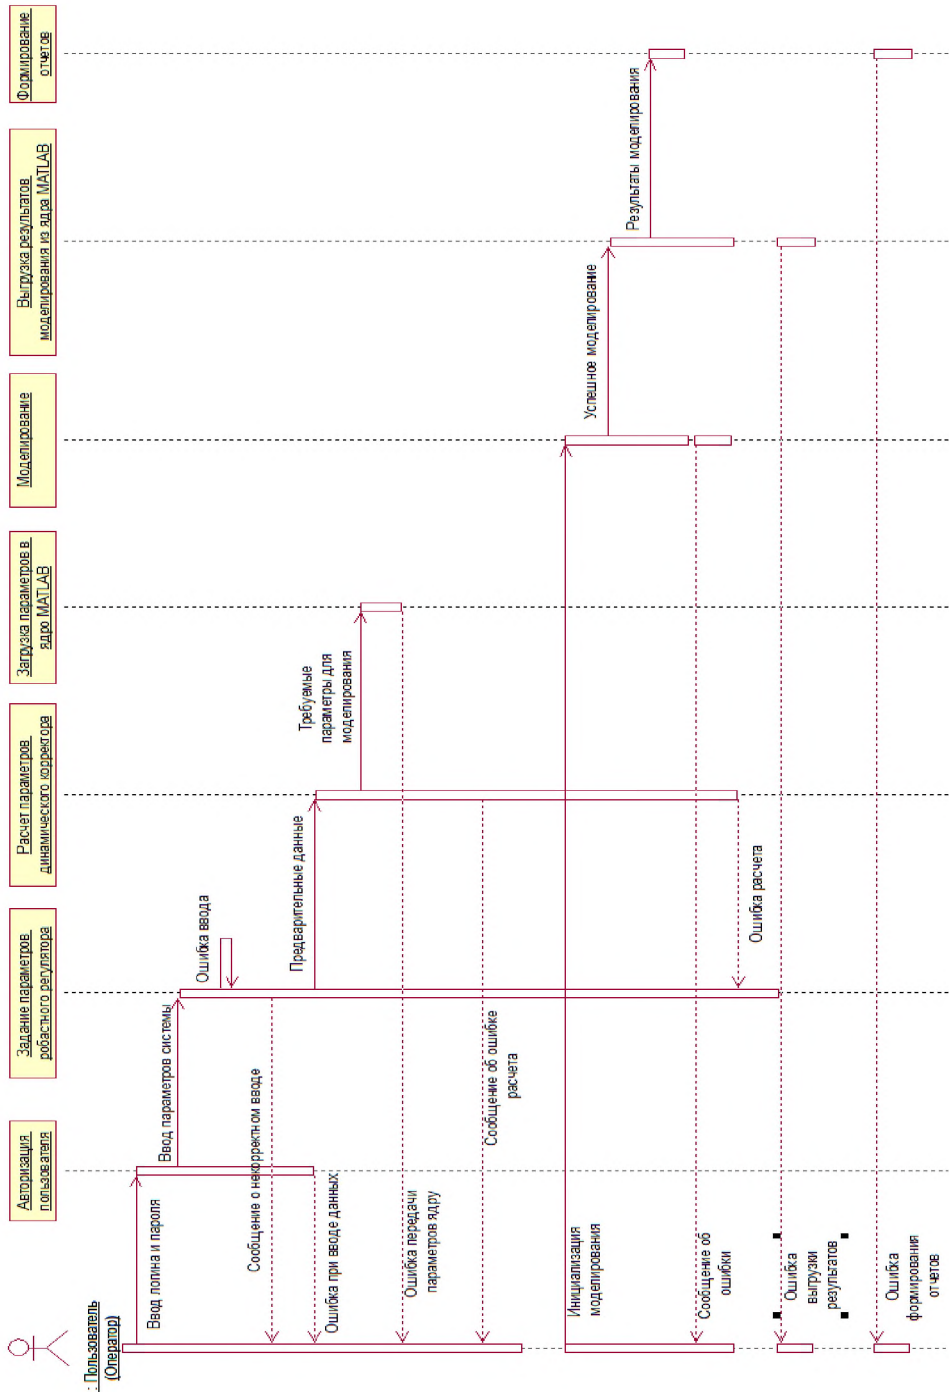 : Пользователь
(Оператор)
Авторизация
пользователя
Задание параметров
робастного регулятора
Расчет параметров
динамического корректора
Загрузка параметров в
ядро MATLAB
Моделирование
Выгрузка результатов
моделирования из ядра MATLAB
Формирование
отчетов
Ввод логина и пароля
Ввод параметров системы
Ошибка ввода
Сообщение о некорректном вводе
Предварительные данные
Ошибка при вводе данных
Требуемые
параметры для
моделирования
Ошибка передачи
параметров ядру
Сообщение об ошибке
расчета
Инициализация
моделирования
Успешное моделирование
Результаты моделирования
Сообщение об
ошибки
Ошибка расчета
Ошибка
выгрузки
результатов
Ошибка
формирования
отчетов